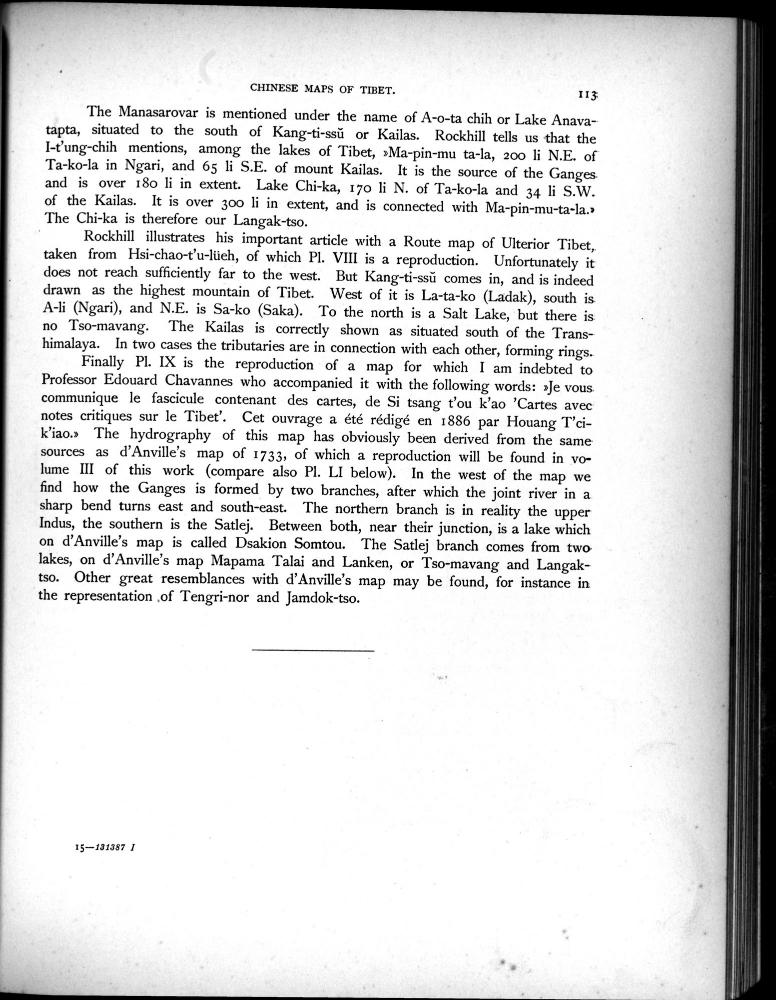 CHINESE MAPS OF TIBET. 113
The Manasarovar is mentioned under the name of A-o-ta chih or Lake Anava-
tapta, situated to the south of Kang-ti-ssŭ or Kailas. Rockhill tells us that the
I-t'ung-chih mentions, among the lakes of Tibet, »Ma-pin-mu ta-la, 200 li N.E. of
Ta-ko-la in Ngari, and 65 li S.E. of mount Kailas. It is the source of the Ganges
and is over 180 li in extent. Lake Chi-ka, 170 li N. of Ta-ko-la and 34 li S.W.
of the Kailas. It is over 300 li in extent, and is connected with Ma-pin-mu-ta-la.»
The Chi-ka is therefore our Langak-tso.
Rockhill illustrates his important article with a Route map of Ulterior Tibet,
taken from Hsi-chao-t'u-lüeh, of which Pl. VIII is a reproduction. Unfortunately it
does not reach sufficiently far to the west. But Kang-ti-ssŭ comes in, and is indeed
drawn as the highest mountain of Tibet. West of it is La-ta-ko (Ladak), south is
A-li (Ngari), and N.E. is Sa-ko (Saka). To the north is a Salt Lake, but there is
no Tso-mavang. The Kailas is correctly shown as situated south of the Trans-
himalaya. In two cases the tributaries are in connection with each other, forming rings.
Finally Pl. IX is the reproduction of a map for which I am indebted to
Professor Edouard Chavannes who accompanied it with the following words: »Je vous
communique le fascicule contenant des cartes, de Si tsang t'ou k'ao 'Cartes avec
notes critiques sur le Tibet'. Cet ouvrage a été rédigé en 1886 par Houang T'ci-
k'iao.» The hydrography of this map has obviously been derived from the same
sources as d'Anville's map of 1733, of which a reproduction will be found in vo-
lume III of this work (compare also Pl. LI below). In the west of the map we
find how the Ganges is formed by two branches, after which the joint river in a
sharp bend turns east and south-east. The northern branch is in reality the upper
Indus, the southern is the Satlej. Between both, near their junction, is a lake which
on d'Anville's map is called Dsakion Somtou. The Satlej branch comes from two
lakes, on d'Anville's map Mapama Talai and Lanken, or Tso-mavang and Langak-
tso. Other great resemblances with d'Anville's map may be found, for instance in
the representation of Tengri-nor and Jamdok-tso.
15—131387 I